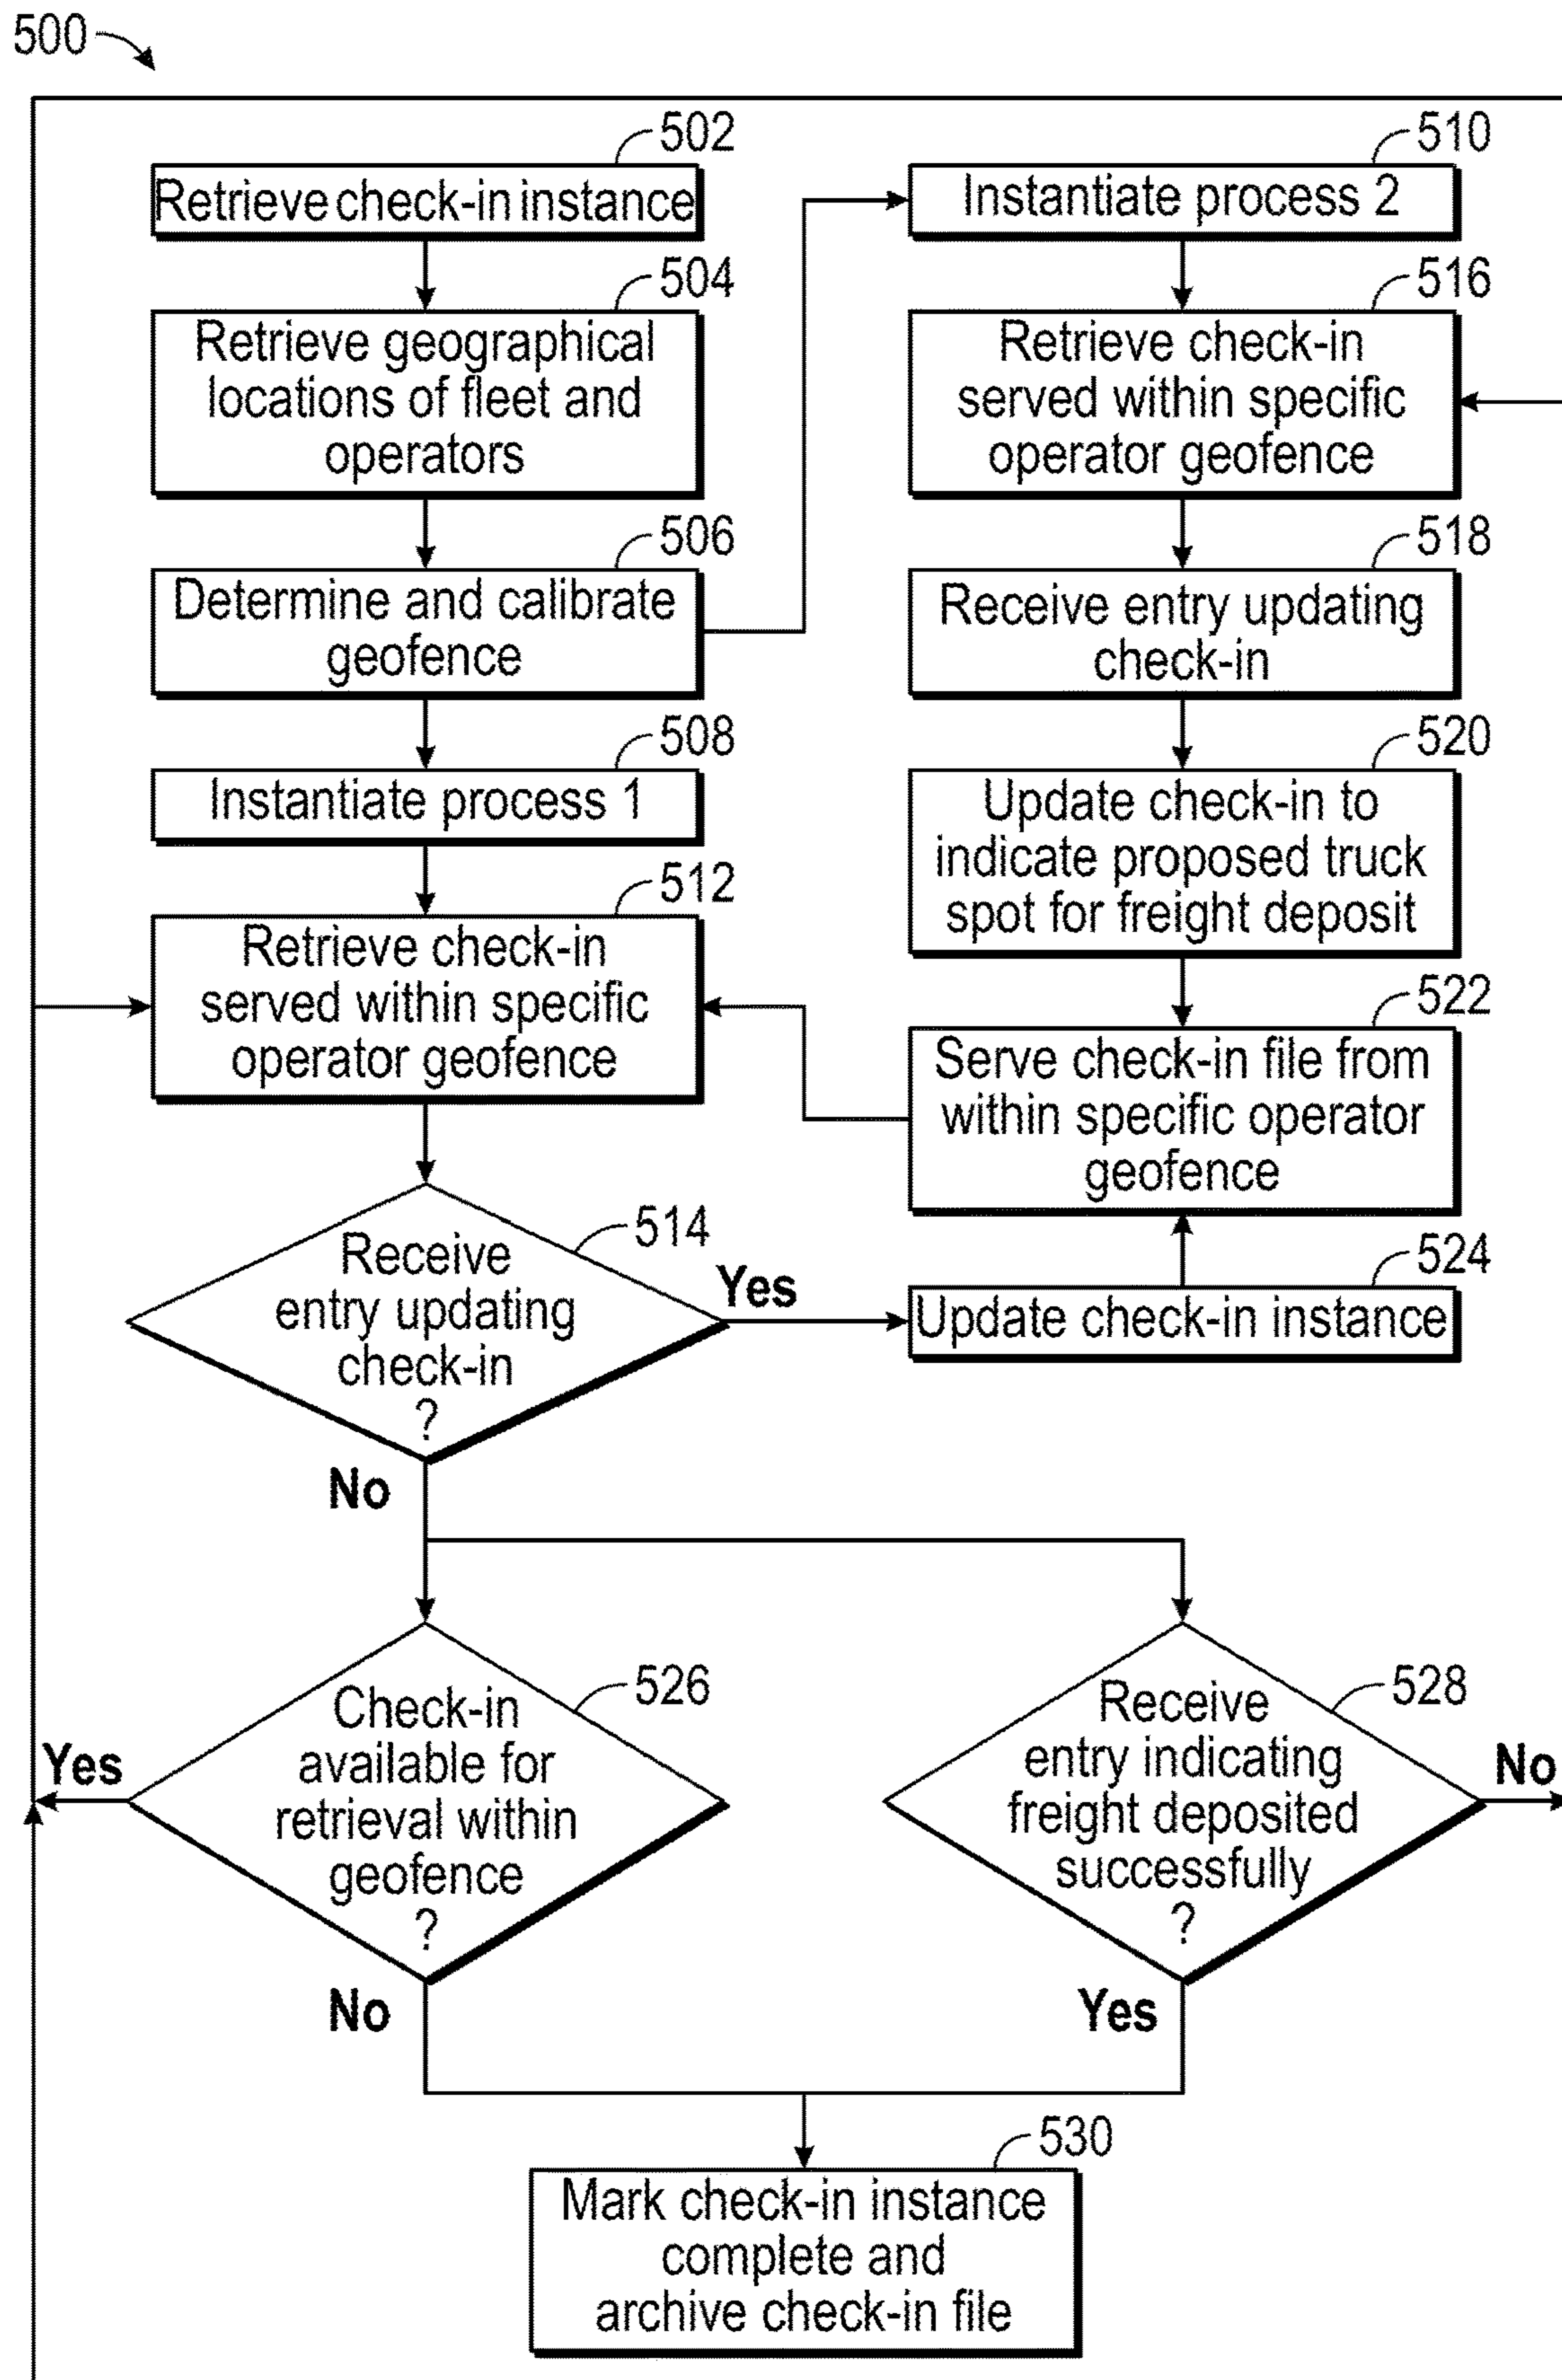 500
502
Retrieve check-in instance
504
Retrieve geographical
locations of fleet and
operators
506
Determine and calibrate
geofence
508
Instantiate process 1
512
Retrieve check-in
served within specific
operator geofence
510
Instantiate process 2
516
Retrieve check-in
served within specific
operator geofence
518
Receive entry updating
check-in
520
Update check-in to
indicate proposed truck
spot for freight deposit
522
Serve check-in file from
within specific operator
geofence
514
Receive
entry updating
check-in
?
Yes
No
524
Update check-in instance
526
Check-in
available for
retrieval within
geofence
?
Yes
No
528
Receive
entry indicating
freight deposited
successfully
?
No
Yes
530
Mark check-in instance
complete and
archive check-in file